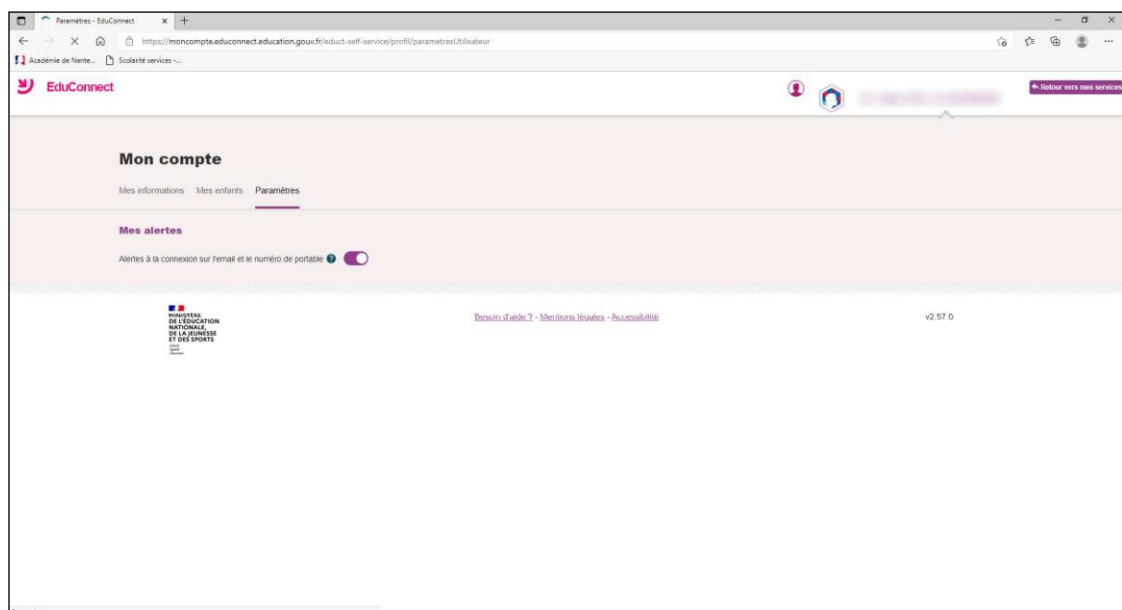 Paramètres - EduConnect
https://moncompte.educonnect.education.gouv.fr/educt-self-service/profil/parametresUtilisateur
Académie de Nante...
Scolarité services -...
EduConnect
Retour vers mes services
Mon compte
Mes informations Mes enfants Paramètres
Mes alertes
Alertes à la connexion sur l'email et le numéro de portable ?
MINISTÈRE
DE L'ÉDUCATION
NATIONALE,
DE LA JEUNESSE
ET DES SPORTS
Besoin d'aide ? - Mentions légales - Accessibilité
v2.57.0